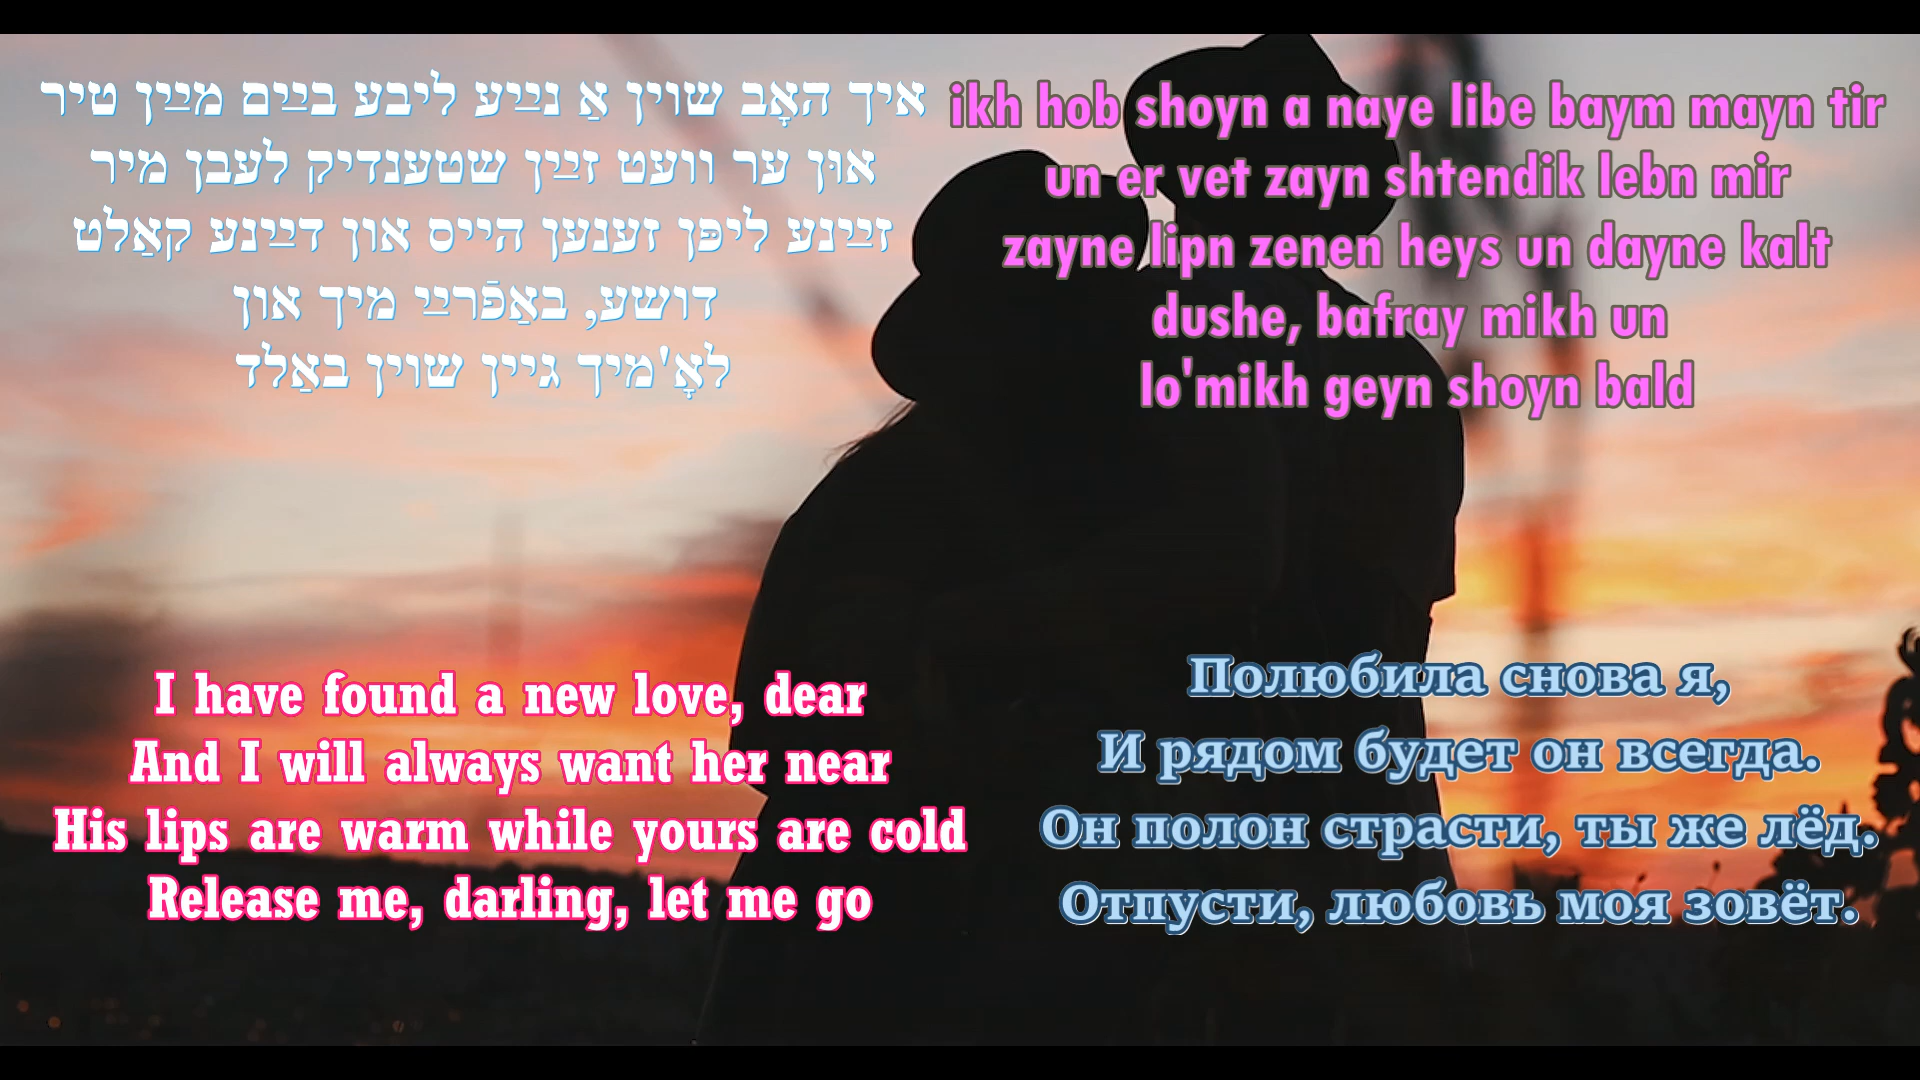 איך האָב שוין אַ נײַע ליבע בײַם מײַן טיר
און ער וועט זײַן שטענדיק לעבן מיר
זײַנע ליפּן זענען הייס און דײַנע קאַלט
דושע, באַפֿרײַ מיך און
לאָ'מיך גיין שוין באַלד
ikh hob shoyn a naye libe baym mayn tir
un er vet zayn shtendik lebn mir
zayne lipn zenen heys un dayne kalt
dushe, bafray mikh un
lo'mikh geyn shoyn bald
I have found a new love, dear
And I will always want her near
His lips are warm while yours are cold
Release me, darling, let me go
Полюбила снова я,
И рядом будет он всегда.
Он полон страсти, ты же лёд.
Отпусти, любовь моя зовёт.